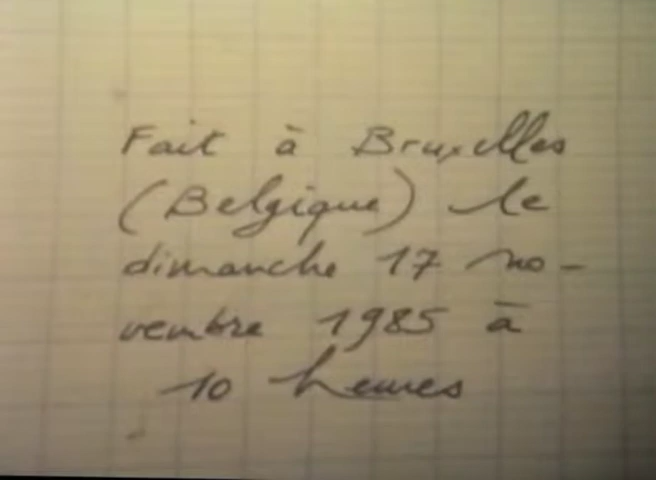 Fait à Bruxelles
(Belgique) le
dimanche 17 no-
vembre 1985 à
10 heures